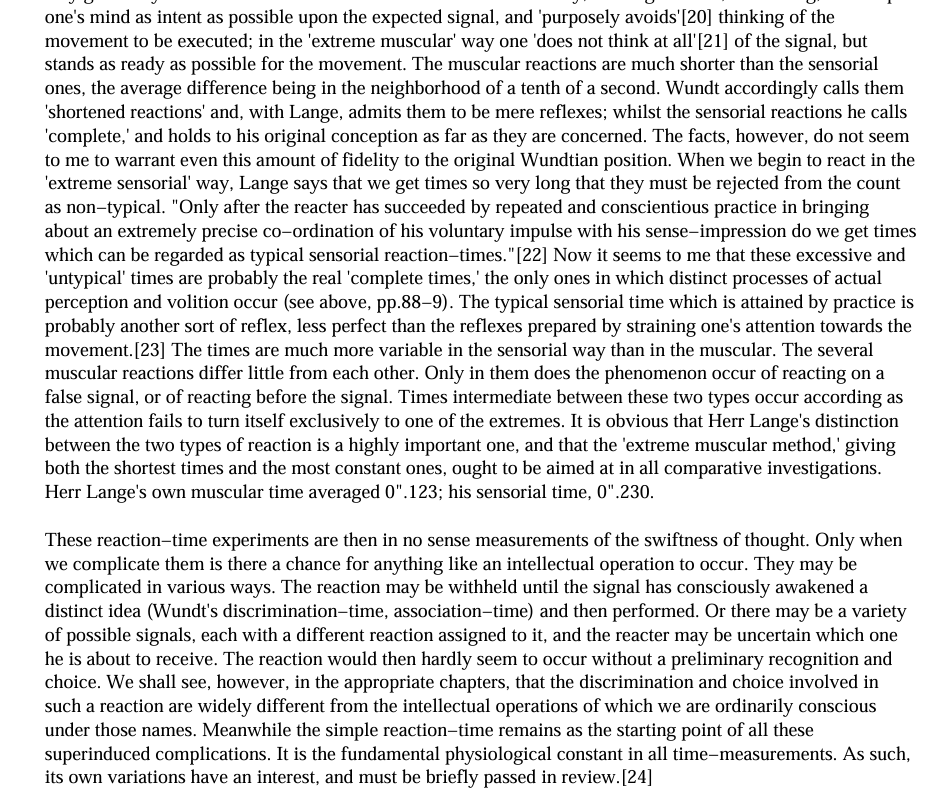 one's mind as intent as possible upon the expected signal, and 'purposely avoids'[20] thinking of the
movement to be executed; in the 'extreme muscular' way one 'does not think at all'[21] of the signal, but
stands as ready as possible for the movement. The muscular reactions are much shorter than the sensorial
ones, the average difference being in the neighborhood of a tenth of a second. Wundt accordingly calls them
'shortened reactions' and, with Lange, admits them to be mere reflexes; whilst the sensorial reactions he calls
'complete,' and holds to his original conception as far as they are concerned. The facts, however, do not seem
to me to warrant even this amount of fidelity to the original Wundtian position. When we begin to react in the
'extreme sensorial' way, Lange says that we get times so very long that they must be rejected from the count
as non−typical. "Only after the reacter has succeeded by repeated and conscientious practice in bringing
about an extremely precise co−ordination of his voluntary impulse with his sense−impression do we get times
which can be regarded as typical sensorial reaction−times."[22] Now it seems to me that these excessive and
'untypical' times are probably the real 'complete times,' the only ones in which distinct processes of actual
perception and volition occur (see above, pp.88−9). The typical sensorial time which is attained by practice is
probably another sort of reflex, less perfect than the reflexes prepared by straining one's attention towards the
movement.[23] The times are much more variable in the sensorial way than in the muscular. The several
muscular reactions differ little from each other. Only in them does the phenomenon occur of reacting on a
false signal, or of reacting before the signal. Times intermediate between these two types occur according as
the attention fails to turn itself exclusively to one of the extremes. It is obvious that Herr Lange's distinction
between the two types of reaction is a highly important one, and that the 'extreme muscular method,' giving
both the shortest times and the most constant ones, ought to be aimed at in all comparative investigations.
Herr Lange's own muscular time averaged 0".123; his sensorial time, 0".230.
These reaction−time experiments are then in no sense measurements of the swiftness of thought. Only when
we complicate them is there a chance for anything like an intellectual operation to occur. They may be
complicated in various ways. The reaction may be withheld until the signal has consciously awakened a
distinct idea (Wundt's discrimination−time, association−time) and then performed. Or there may be a variety
of possible signals, each with a different reaction assigned to it, and the reacter may be uncertain which one
he is about to receive. The reaction would then hardly seem to occur without a preliminary recognition and
choice. We shall see, however, in the appropriate chapters, that the discrimination and choice involved in
such a reaction are widely different from the intellectual operations of which we are ordinarily conscious
under those names. Meanwhile the simple reaction−time remains as the starting point of all these
superinduced complications. It is the fundamental physiological constant in all time−measurements. As such,
its own variations have an interest, and must be briefly passed in review.[24]